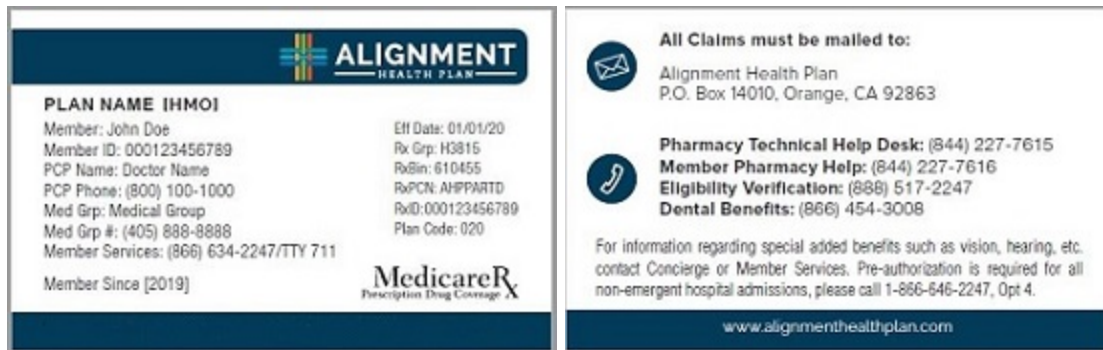 ALIGNMENT
HEALTH PLAN
PLAN NAME [HMO]
Member: John Doe
Member ID: 000123456789
PCP Name: Doctor Name
PCP Phone: (800) 100-1000
Med Grp: Medical Group
Med Grp #: (405) 888-8888
Member Services: (866) 634-2247/TTY 711
Member Since [2019]
Eff Date: 01/01/20
Rx Grp: H3815
RxBin: 610455
RxPCN: AHPPARTD
RxID:000123456789
Plan Code: 020
MedicareRx
Prescription Drug Coverage
All Claims must be mailed to:
Alignment Health Plan
P.O. Box 14010, Orange, CA 92863
Pharmacy Technical Help Desk: (844) 227-7615
Member Pharmacy Help: (844) 227-7616
Eligibility Verification: (888) 517-2247
Dental Benefits: (866) 454-3008
For information regarding special added benefits such as vision, hearing, etc.
contact Concierge or Member Services. Pre-authorization is required for all
non-emergent hospital admissions, please call 1-866-646-2247, Opt 4.
www.alignmenthealthplan.com